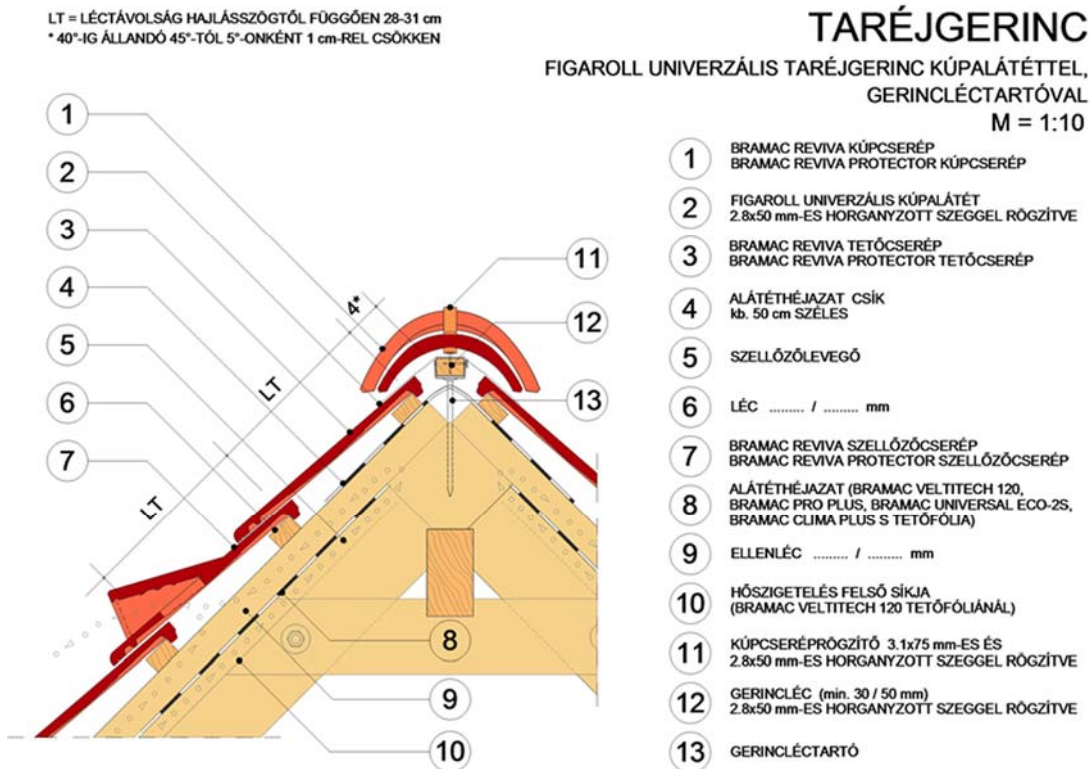 LT = LÉCTÁVOLSÁG HAJLÁSSZÖGTŐL FÜGGŐEN 28-31 cm
* 40°-IG ÁLLANDÓ 45°-TÓL 5°-ONKÉNT 1 cm-REL CSÖKKEN
TARÉJGERINC
FIGAROLL UNIVERZÁLIS TARÉJGERINC KÚPALÁTÉTTEL,
GERINCLÉCTARTÓVAL
M = 1:10
1
2
3
4
5
6
7
4*
LT
LT
11
12
13
8
9
10
1 BRAMAC REVIVA KÚPCSERÉP
BRAMAC REVIVA PROTECTOR KÚPCSERÉP
2 FIGAROLL UNIVERZÁLIS KÚPALÁTÉT
2.8x50 mm-ES HORGANYZOTT SZEGGEL RÖGZÍTVE
3 BRAMAC REVIVA TETŐCSERÉP
BRAMAC REVIVA PROTECTOR TETŐCSERÉP
4 ALÁTÉTHÉJAZAT CSÍK
kb. 50 cm SZÉLES
5 SZELLŐZŐLEVEGŐ
6 LÉC ......... / ......... mm
7 BRAMAC REVIVA SZELLŐZŐCSERÉP
BRAMAC REVIVA PROTECTOR SZELLŐZŐCSERÉP
8 ALÁTÉTHÉJAZAT (BRAMAC VELTITECH 120,
BRAMAC PRO PLUS, BRAMAC UNIVERSAL ECO-2S,
BRAMAC CLIMA PLUS S TETŐFÓLIA)
9 ELLENLÉC ......... / ......... mm
10 HŐSZIGETELÉS FELSŐ SÍKJA
(BRAMAC VELTITECH 120 TETŐFÓLIÁNÁL)
11 KÚPCSERÉPRÖGZÍTŐ 3.1x75 mm-ES ÉS
2.8x50 mm-ES HORGANYZOTT SZEGGEL RÖGZÍTVE
12 GERINCLÉC (min. 30 / 50 mm)
2.8x50 mm-ES HORGANYZOTT SZEGGEL RÖGZÍTVE
13 GERINCLÉCTARTÓ